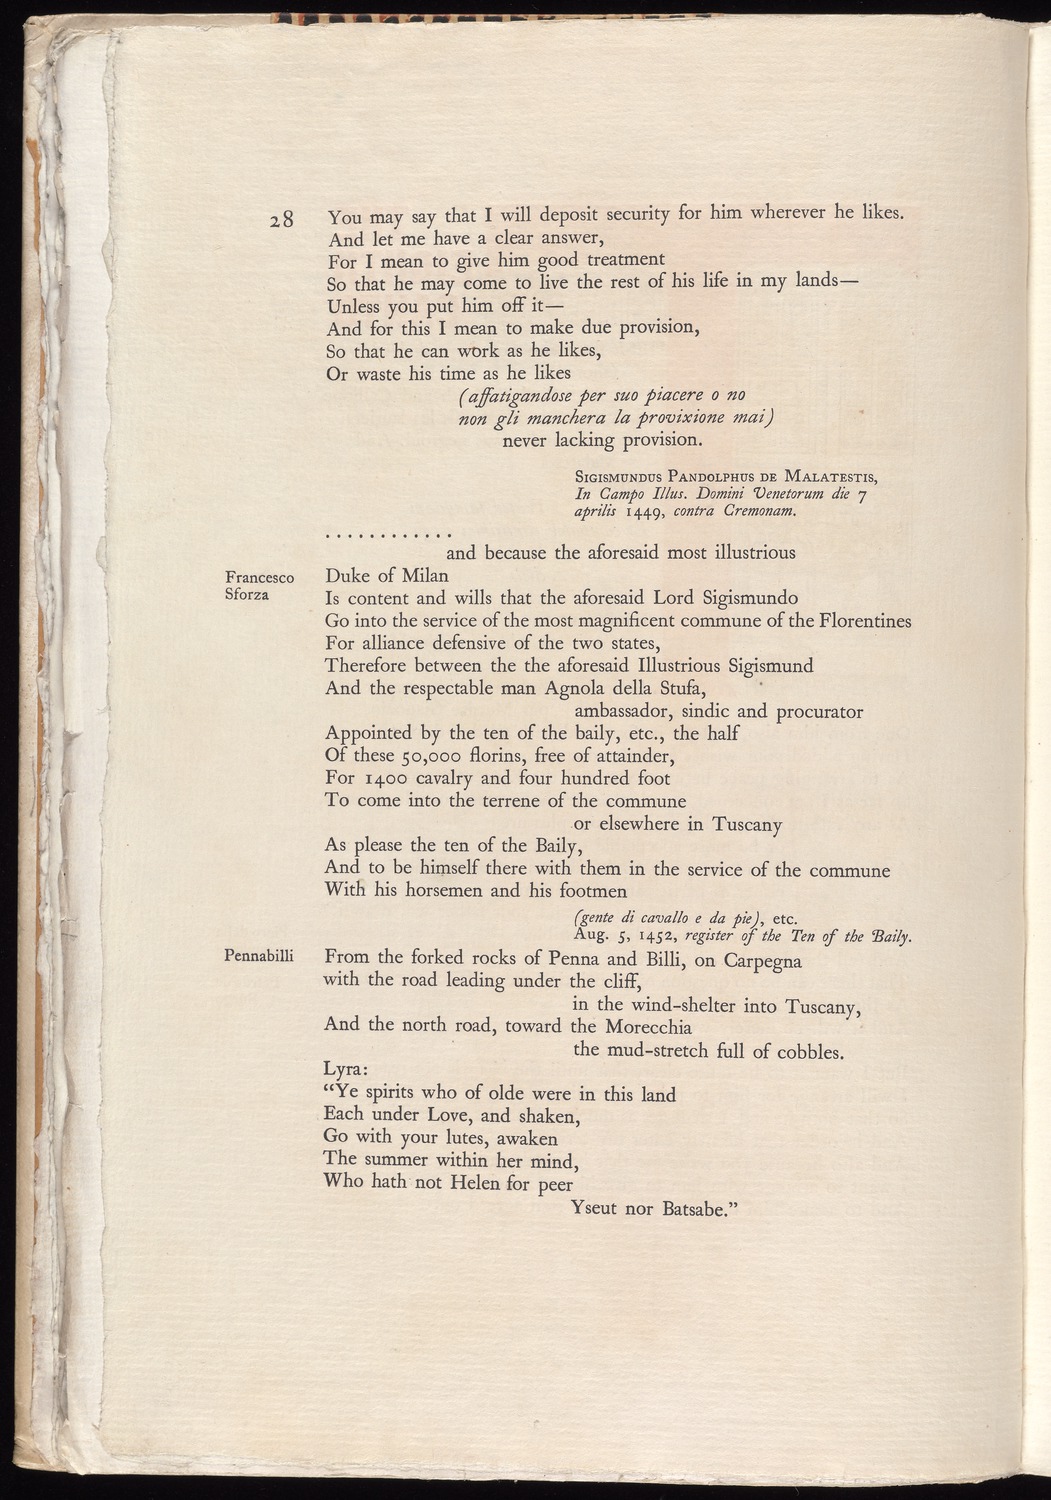 28
You may say that I will deposit security for him wherever he likes.
And let me have a clear answer,
For I mean to give him good treatment
So that he may come to live the rest of his life in my lands—
Unless you put him off it—
And for this I mean to make due provision,
So that he can work as he likes,
Or waste his time as he likes
(affatigandose per suo piacere o no
non gli manchera la provixione mai)
never lacking provision.
SIGISMUNDUS PANDOLPHUS DE MALATESTIS,
In Campo Illus. Domini Venetorum die 7
aprilis 1449, contra Cremonam.
............
and because the aforesaid most illustrious
Francesco
Sforza
Duke of Milan
Is content and wills that the aforesaid Lord Sigismundo
Go into the service of the most magnificent commune of the Florentines
For alliance defensive of the two states,
Therefore between the the aforesaid Illustrious Sigismund
And the respectable man Agnola della Stufa,
ambassador, sindic and procurator
Appointed by the ten of the baily, etc., the half
Of these 50,000 florins, free of attainder,
For 1400 cavalry and four hundred foot
To come into the terrene of the commune
or elsewhere in Tuscany
As please the ten of the Baily,
And to be himself there with them in the service of the commune
With his horsemen and his footmen
(gente di cavallo e da pie), etc.
Aug. 5, 1452, register of the Ten of the Baily.
Pennabilli
From the forked rocks of Penna and Billi, on Carpegna
with the road leading under the cliff,
in the wind-shelter into Tuscany,
And the north road, toward the Morecchia
the mud-stretch full of cobbles.
Lyra:
“Ye spirits who of olde were in this land
Each under Love, and shaken,
Go with your lutes, awaken
The summer within her mind,
Who hath not Helen for peer
Yseut nor Batsabe.”